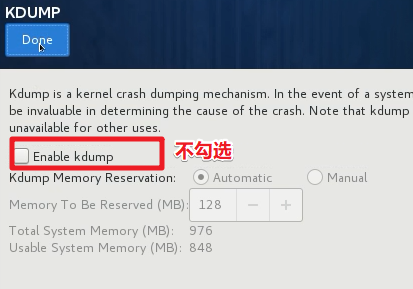 KDUMP
Done
Kdump is a kernel crash dumping mechanism. In the event of a system
be invaluable in determining the cause of the crash. Note that kdump
unavailable for other uses.
Enable kdump 不勾选
Kdump Memory Reservation: Automatic Manual
Memory To Be Reserved (MB): 128 − +
Total System Memory (MB): 976
Usable System Memory (MB): 848